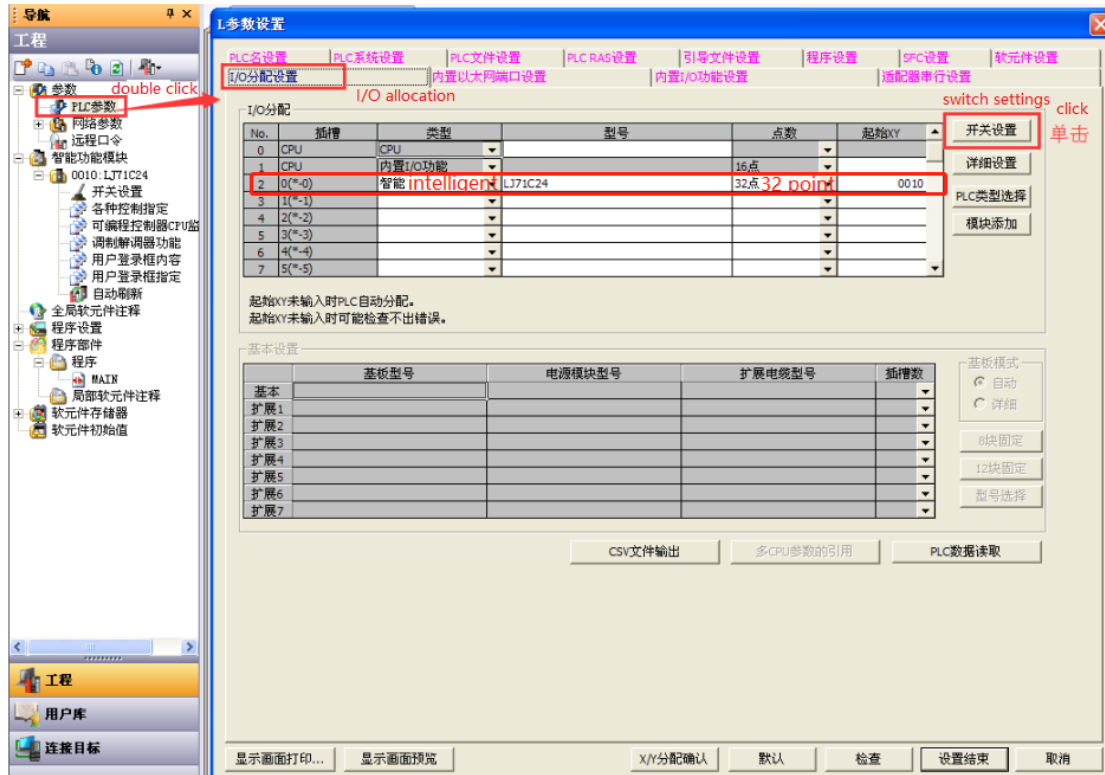 导航
工程
参数
double click
PLC参数
网络参数
远程口令
智能功能模块
0010:LJ71C24
开关设置
各种控制指定
可编程控制器CPU监
调制解调器功能
用户登录框内容
用户登录框指定
自动刷新
全局软元件注释
程序设置
程序部件
程序
MAIN
局部软元件注释
软元件存储器
软元件初始值
工程
用户库
连接目标
L参数设置
PLC名设置 PLC系统设置 PLC文件设置 PLC RAS设置 引导文件设置 程序设置 SFC设置 软元件设置
I/O分配设置 内置以太网端口设置 内置I/O功能设置 适配器串行设置
I/O allocation
switch settings
click
单击
I/O分配
No. 插槽 类型 型号 点数 起始XY
0 CPU CPU
1 CPU 内置I/O功能 16点
2 0(*-0) 智能 intelligent LJ71C24 32点 32 point 0010
3 1(*-1)
4 2(*-2)
5 3(*-3)
6 4(*-4)
7 5(*-5)
开关设置
详细设置
PLC类型选择
模块添加
起始XY未输入时PLC自动分配。
起始XY未输入时可能检查不出错误。
基本设置
基板型号 电源模块型号 扩展电缆型号 插槽数
基本
扩展1
扩展2
扩展3
扩展4
扩展5
扩展6
扩展7
基板模式
自动
详细
8块固定
12块固定
型号选择
CSV文件输出 多CPU参数的引用 PLC数据读取
显示画面打印... 显示画面预览 X/Y分配确认 默认 检查 设置结束 取消